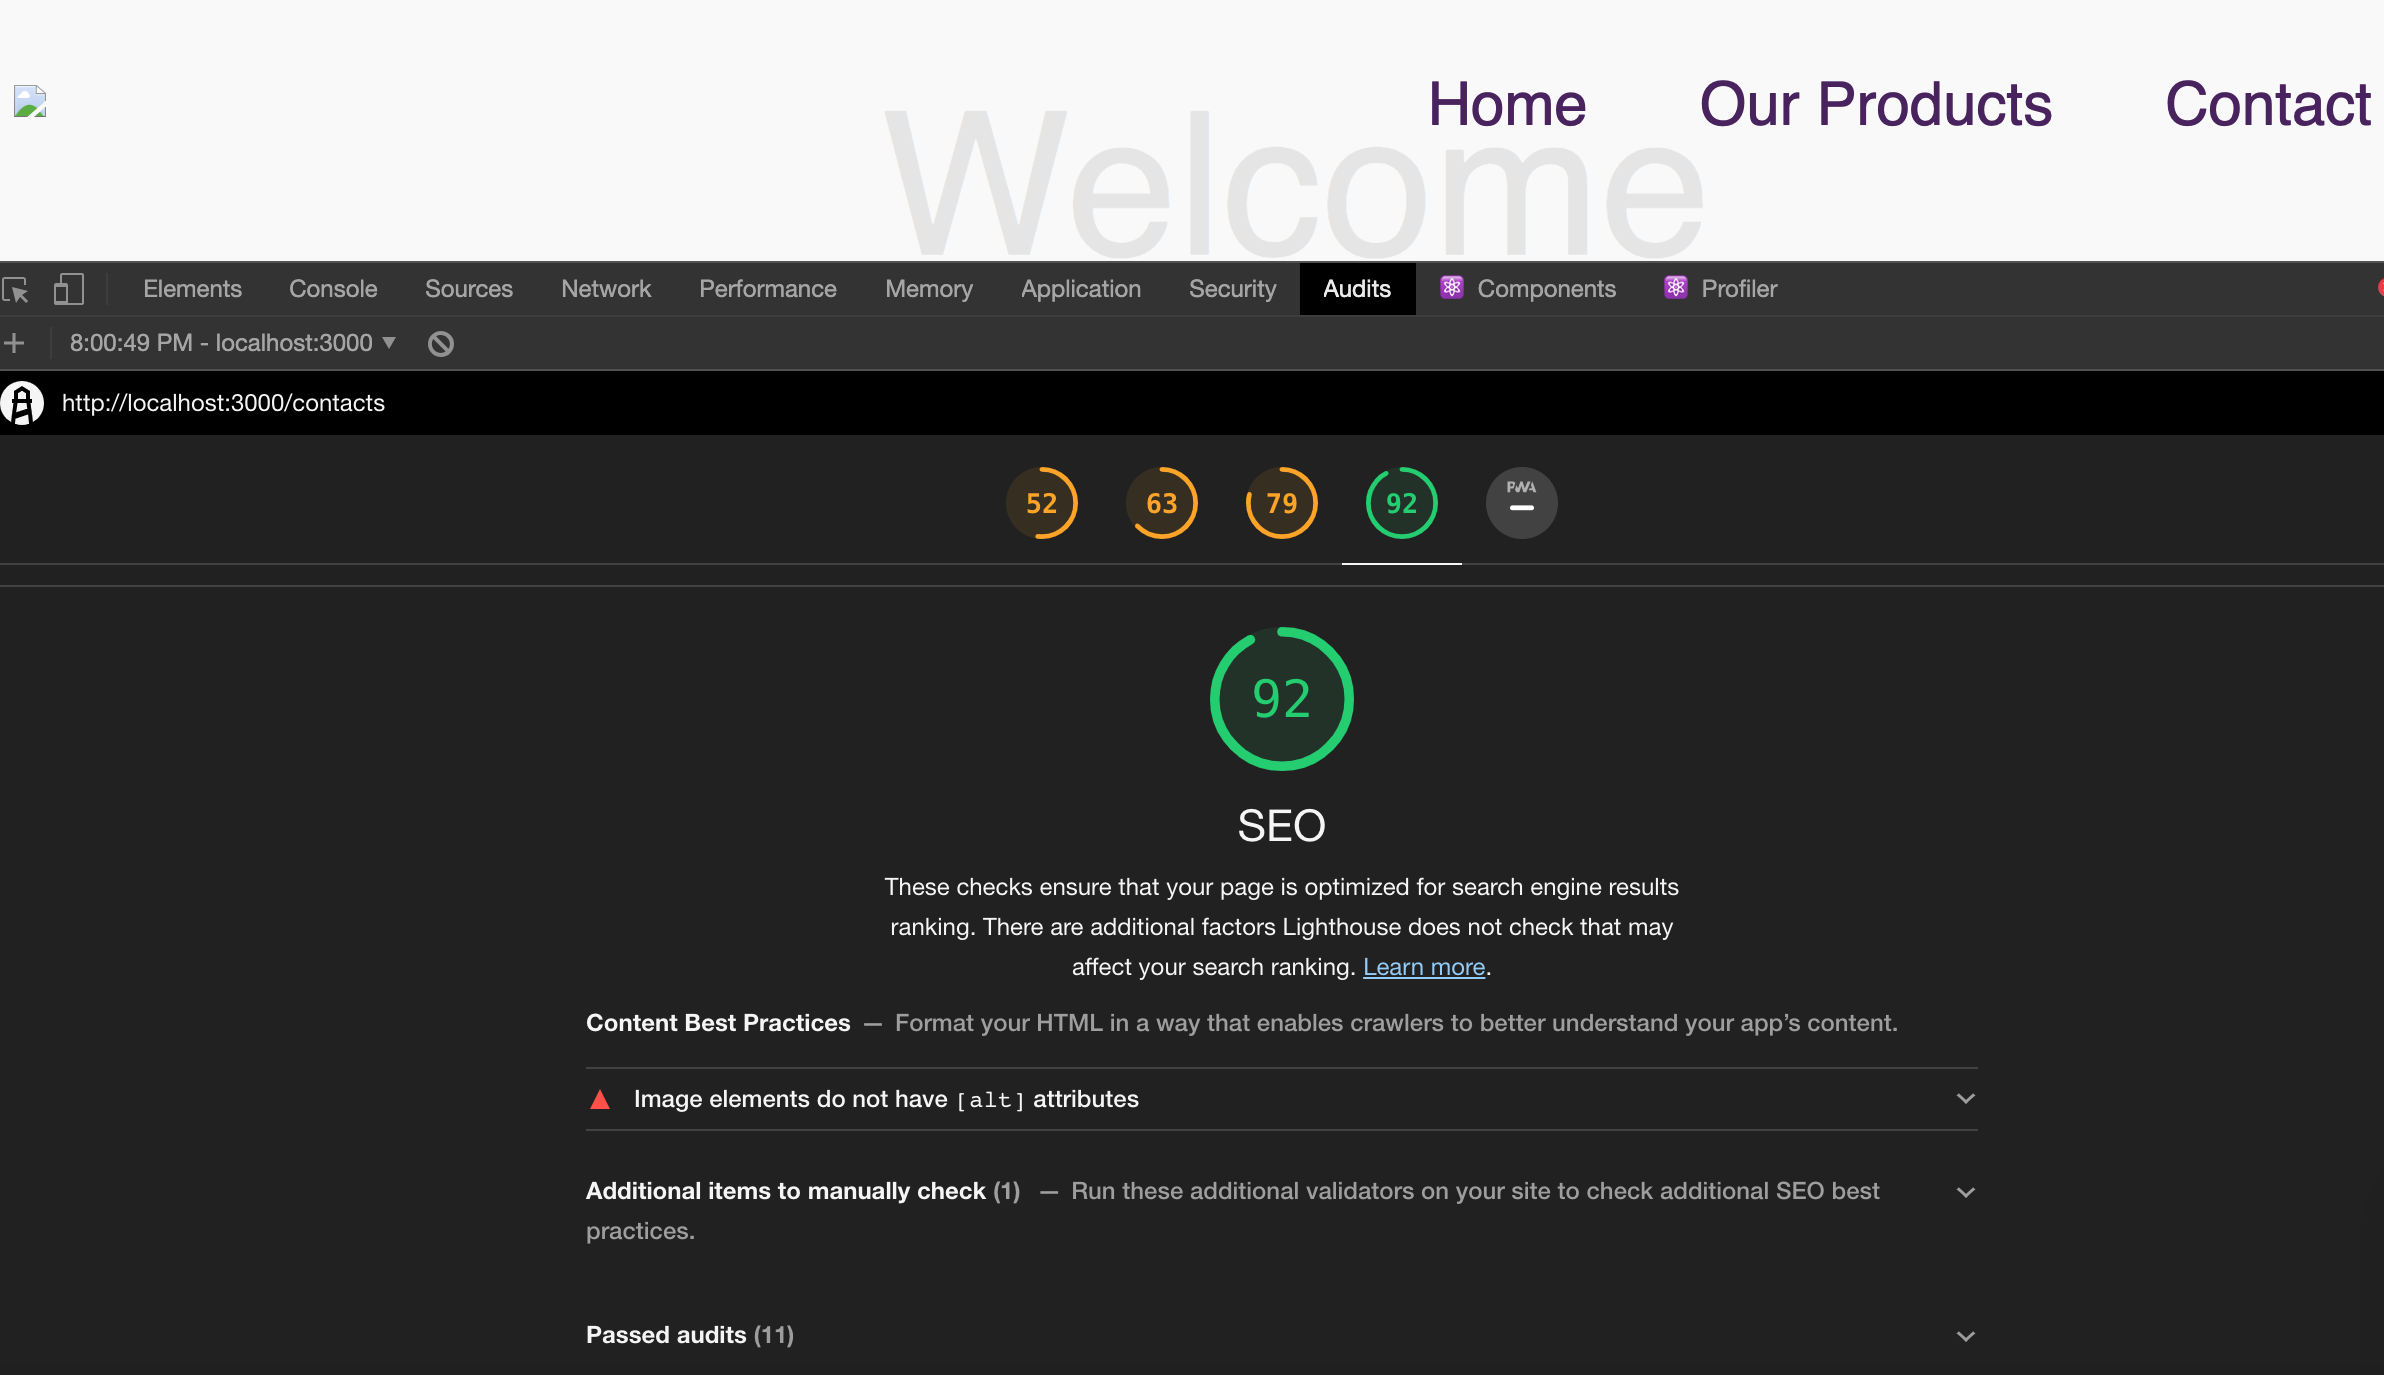 Home Our Products Contact
Welcome
Elements Console Sources Network Performance Memory Application Security Audits Components Profiler
8:00:49 PM - localhost:3000
http://localhost:3000/contacts
52 63 79 92 PWA
92
SEO
These checks ensure that your page is optimized for search engine results
ranking. There are additional factors Lighthouse does not check that may
affect your search ranking. Learn more.
Content Best Practices — Format your HTML in a way that enables crawlers to better understand your app’s content.
Image elements do not have [alt] attributes
Additional items to manually check (1) — Run these additional validators on your site to check additional SEO best
practices.
Passed audits (11)